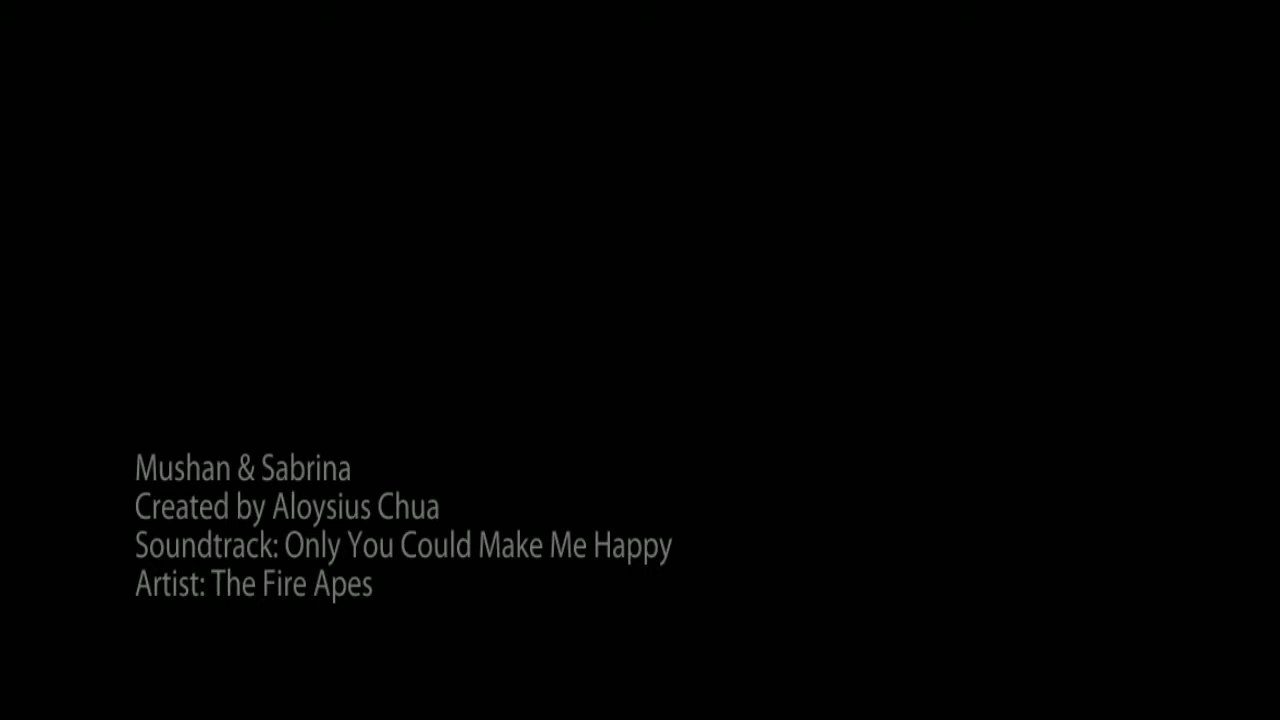 Mushan & Sabrina
Created by Aloysius Chua
Soundtrack: Only You Could Make Me Happy
Artist: The Fire Apes